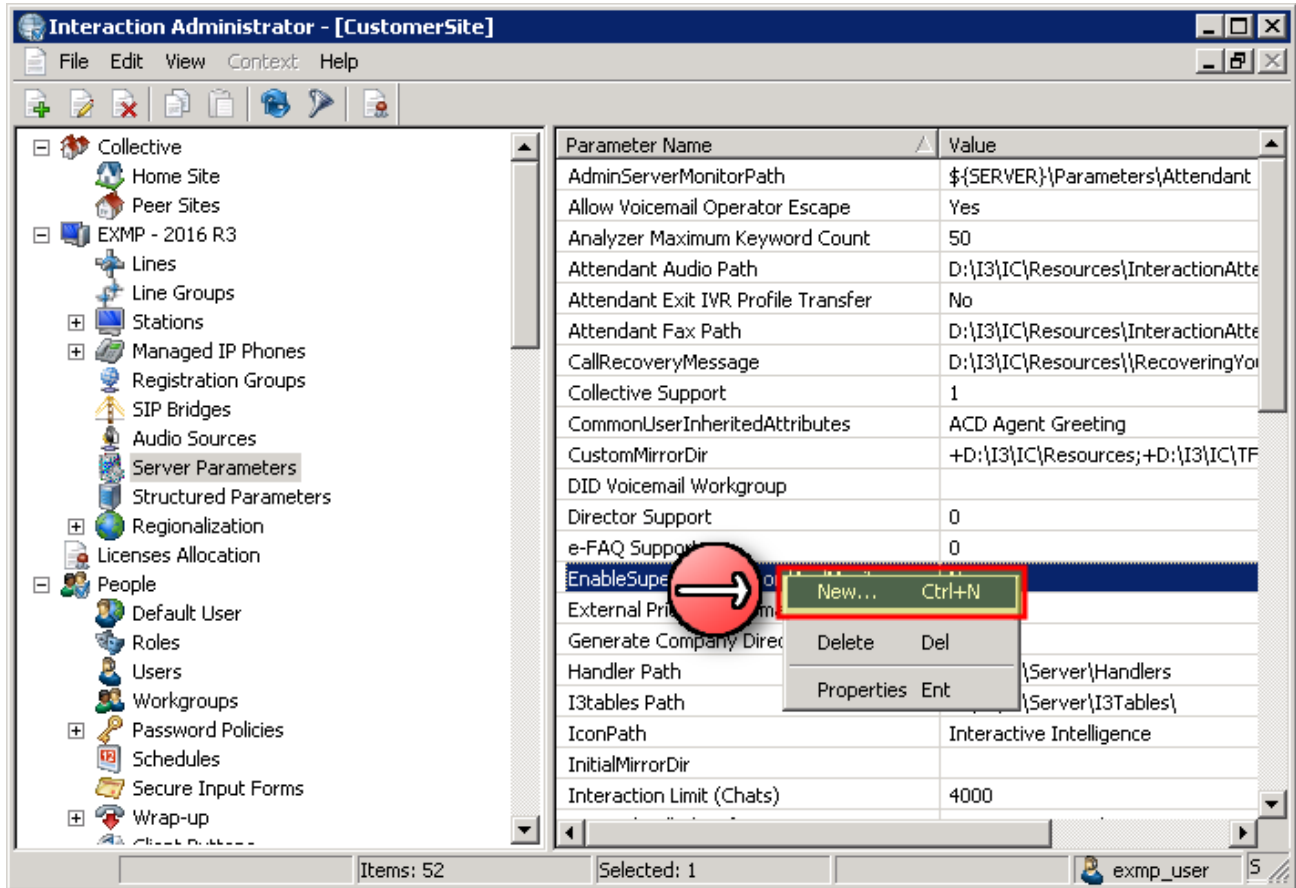 Interaction Administrator - [CustomerSite]
File Edit View Context Help
Collective
Home Site
Peer Sites
EXMP - 2016 R3
Lines
Line Groups
Stations
Managed IP Phones
Registration Groups
SIP Bridges
Audio Sources
Server Parameters
Structured Parameters
Regionalization
Licenses Allocation
People
Default User
Roles
Users
Workgroups
Password Policies
Schedules
Secure Input Forms
Wrap-up
Parameter Name Value
AdminServerMonitorPath ${SERVER}\Parameters\Attendant
Allow Voicemail Operator Escape Yes
Analyzer Maximum Keyword Count 50
Attendant Audio Path D:\I3\IC\Resources\InteractionAtte
Attendant Exit IVR Profile Transfer No
Attendant Fax Path D:\I3\IC\Resources\InteractionAtte
CallRecoveryMessage D:\I3\IC\Resources\\RecoveringYou
Collective Support 1
CommonUserInheritedAttributes ACD Agent Greeting
CustomMirrorDir +D:\I3\IC\Resources;+D:\I3\IC\TF
DID Voicemail Workgroup
Director Support 0
e-FAQ Support 0
EnableSupe
External Pri
Generate Company Direc
Handler Path \Server\Handlers
I3tables Path \Server\I3Tables\
IconPath Interactive Intelligence
InitialMirrorDir
Interaction Limit (Chats) 4000
New... Ctrl+N
Delete Del
Properties Ent
Items: 52 Selected: 1 exmp_user S